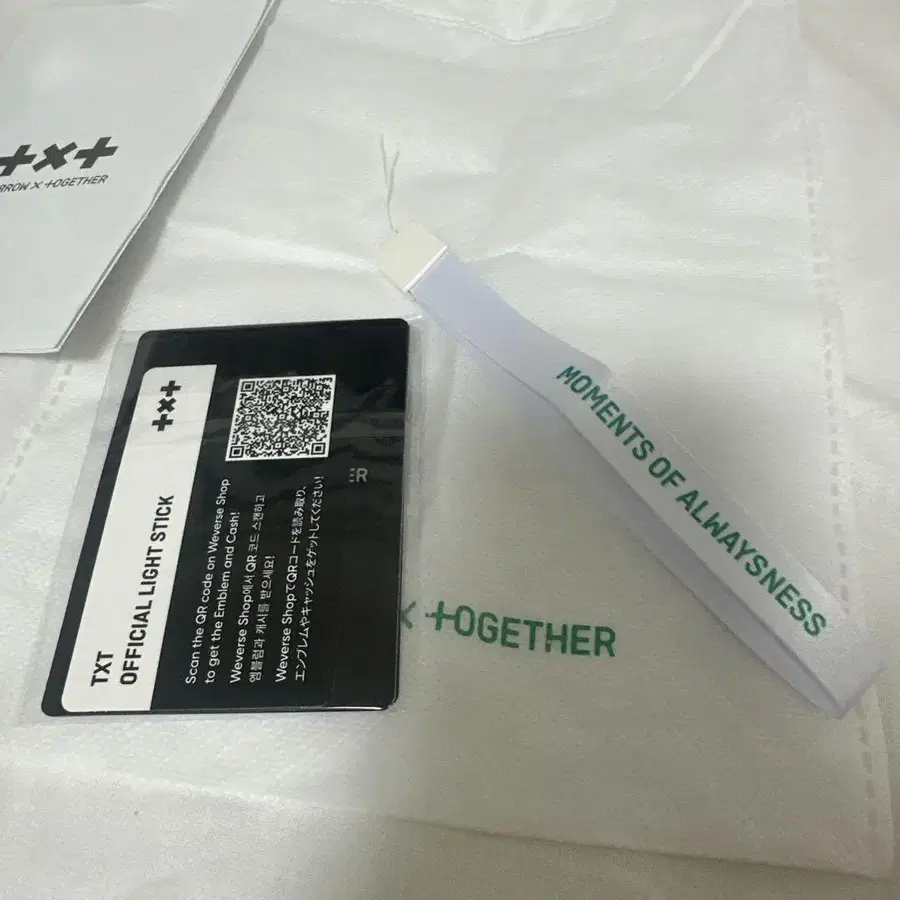 +×+
RROW × +OGETHER
TXT
OFFICIAL LIGHT STICK
+×+
Scan the QR code on Weverse Shop
to get the Emblem and Cash!
Weverse Shop에서 QR 코드 스캔하고
엠블럼과 캐시를 받으세요!
Weverse ShopでQRコードを読み取り、
エンブレムやキャッシュをゲットしてください!
ER
× +OGETHER
MOMENTS OF ALWAYSNESS